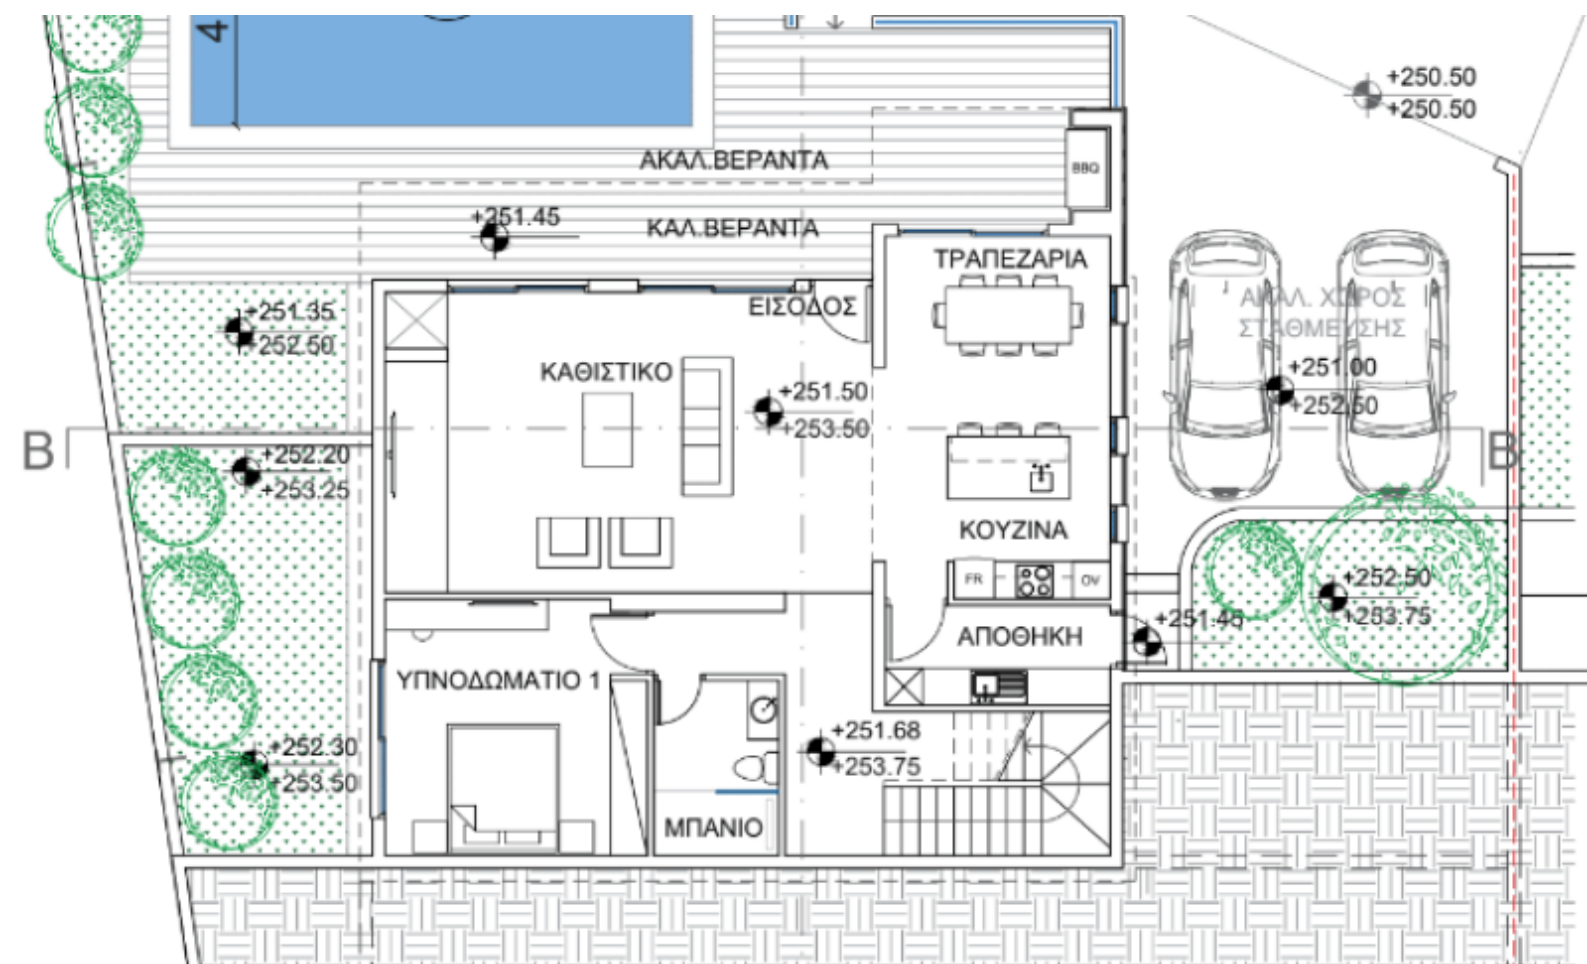 4
+250.50
+250.50
ΑΚΑΛ.ΒΕΡΑΝΤΑ
BBQ
+251.45
ΚΑΛ.ΒΕΡΑΝΤΑ
ΤΡΑΠΕΖΑΡΙΑ
+251.35
+252.50
ΕΙΣΟΔΟΣ
ΑΚΑΛ. ΧΩΡΟΣ
ΣΤΑΘΜΕΥΣΗΣ
ΚΑΘΙΣΤΙΚΟ
+251.50
+253.50
+251.00
+252.50
B
B
+252.20
+253.25
ΚΟΥΖΙΝΑ
FR
OV
+252.50
+253.75
+251.45
ΑΠΟΘΗΚΗ
ΥΠΝΟΔΩΜΑΤΙΟ 1
+251.68
+253.75
+252.30
+253.50
ΜΠΑΝΙΟ